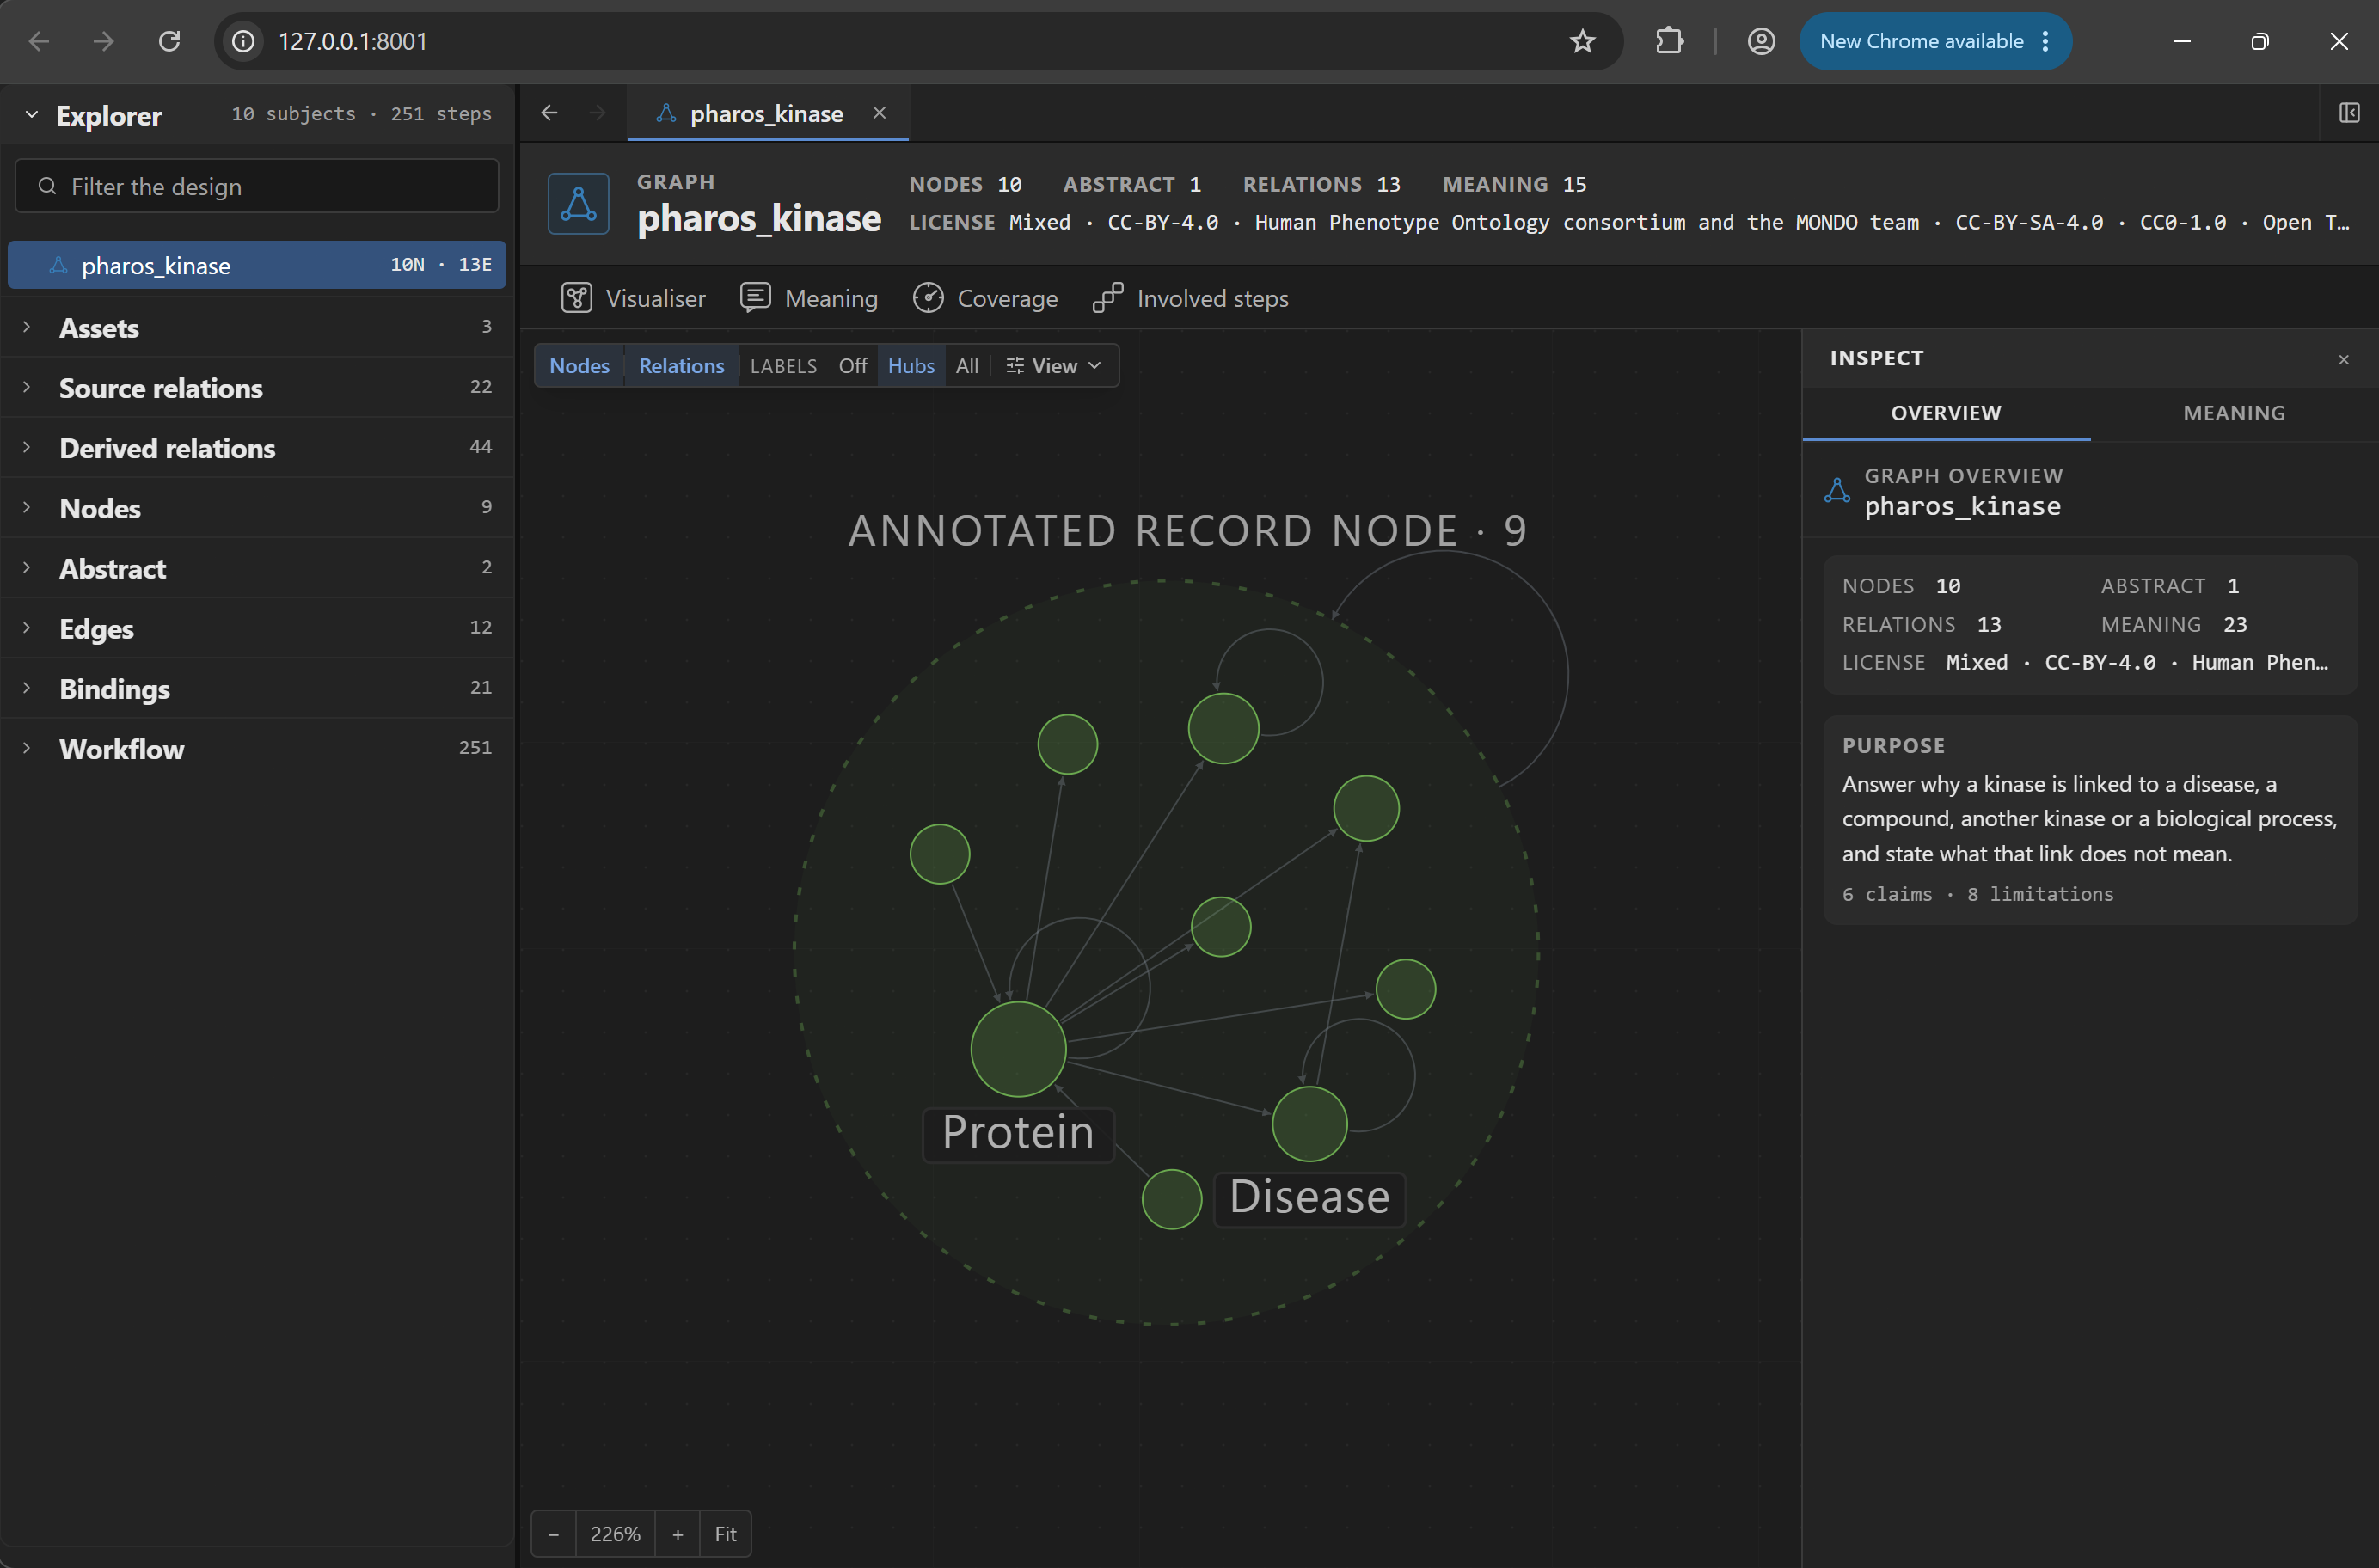 127.0.0.1:8001
New Chrome available
Explorer 10 subjects · 251 steps
Filter the design
pharos_kinase 10N · 13E
Assets 3
Source relations 22
Derived relations 44
Nodes 9
Abstract 2
Edges 12
Bindings 21
Workflow 251
pharos_kinase
GRAPH
pharos_kinase
NODES 10 ABSTRACT 1 RELATIONS 13 MEANING 15
LICENSE Mixed · CC-BY-4.0 · Human Phenotype Ontology consortium and the MONDO team · CC-BY-SA-4.0 · CC0-1.0 · Open T…
Visualiser Meaning Coverage Involved steps
Nodes Relations LABELS Off Hubs All View
ANNOTATED RECORD NODE · 9
Protein
Disease
− 226% + Fit
INSPECT
OVERVIEW MEANING
GRAPH OVERVIEW
pharos_kinase
NODES 10 ABSTRACT 1
RELATIONS 13 MEANING 23
LICENSE Mixed · CC-BY-4.0 · Human Phen…
PURPOSE
Answer why a kinase is linked to a disease, a
compound, another kinase or a biological process,
and state what that link does not mean.
6 claims · 8 limitations